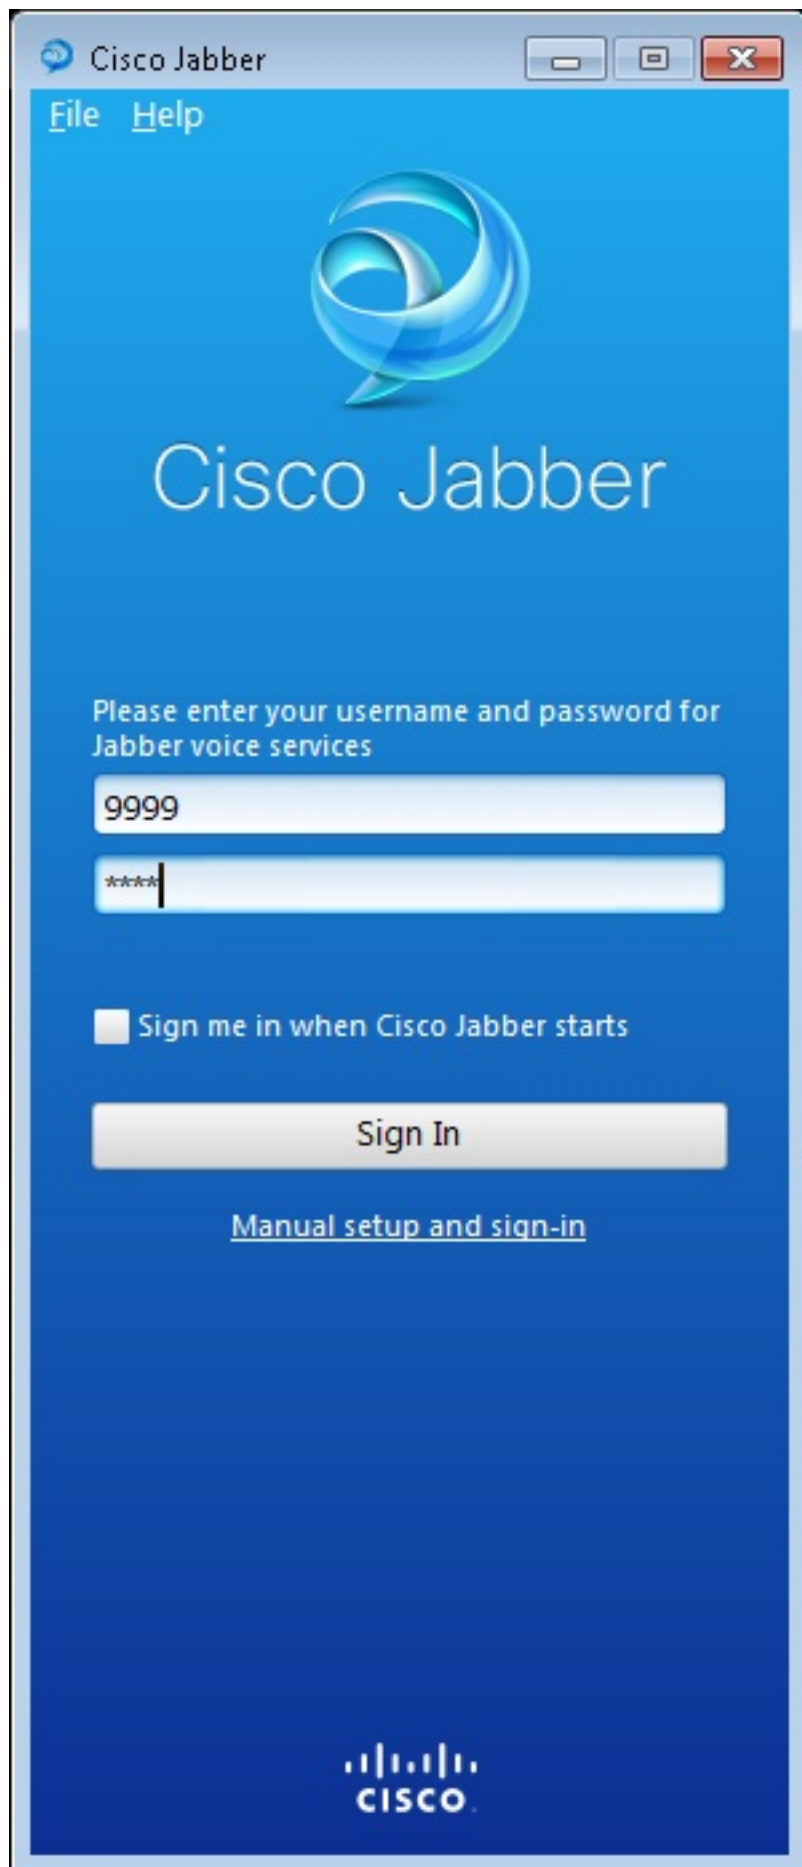 Cisco Jabber
File Help
Cisco Jabber
Please enter your username and password for
Jabber voice services
9999
****
Sign me in when Cisco Jabber starts
Sign In
Manual setup and sign-in
CISCO.